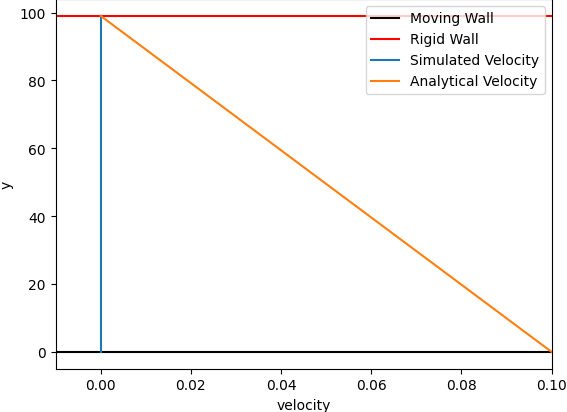 100
80
60
40
20
0
y
Moving Wall
Rigid Wall
Simulated Velocity
Analytical Velocity
0.00 0.02 0.04 0.06 0.08 0.10
velocity